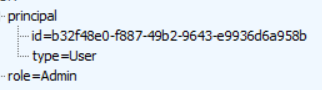 principal
id=b32f48e0-f887-49b2-9643-e9936d6a958b
type=User
role=Admin